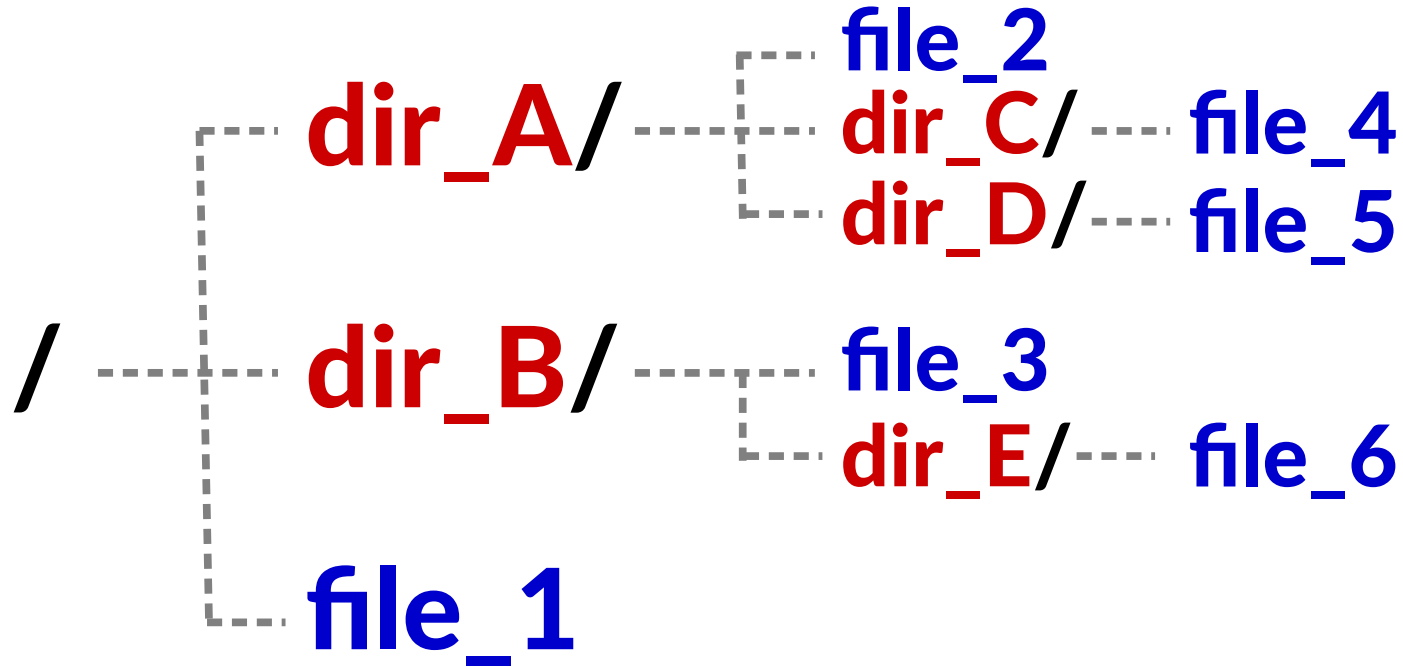 file_2
dir_A/
dir_C/ file_4
dir_D/ file_5
/ dir_B/ file_3
dir_E/ file_6
file_1